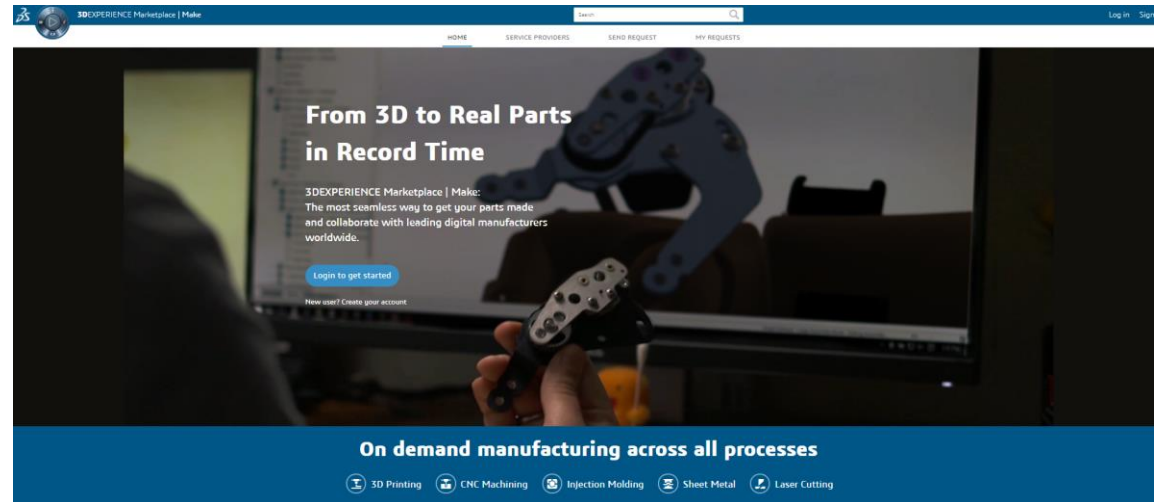 3DEXPERIENCE Marketplace | Make
Search
Log in
Sign
HOME
SERVICE PROVIDERS
SEND REQUEST
MY REQUESTS
From 3D to Real Parts
in Record Time
3DEXPERIENCE Marketplace | Make:
The most seamless way to get your parts made
and collaborate with leading digital manufacturers
worldwide.
Login to get started
New user? Create your account
On demand manufacturing across all processes
3D Printing
CNC Machining
Injection Molding
Sheet Metal
Laser Cutting